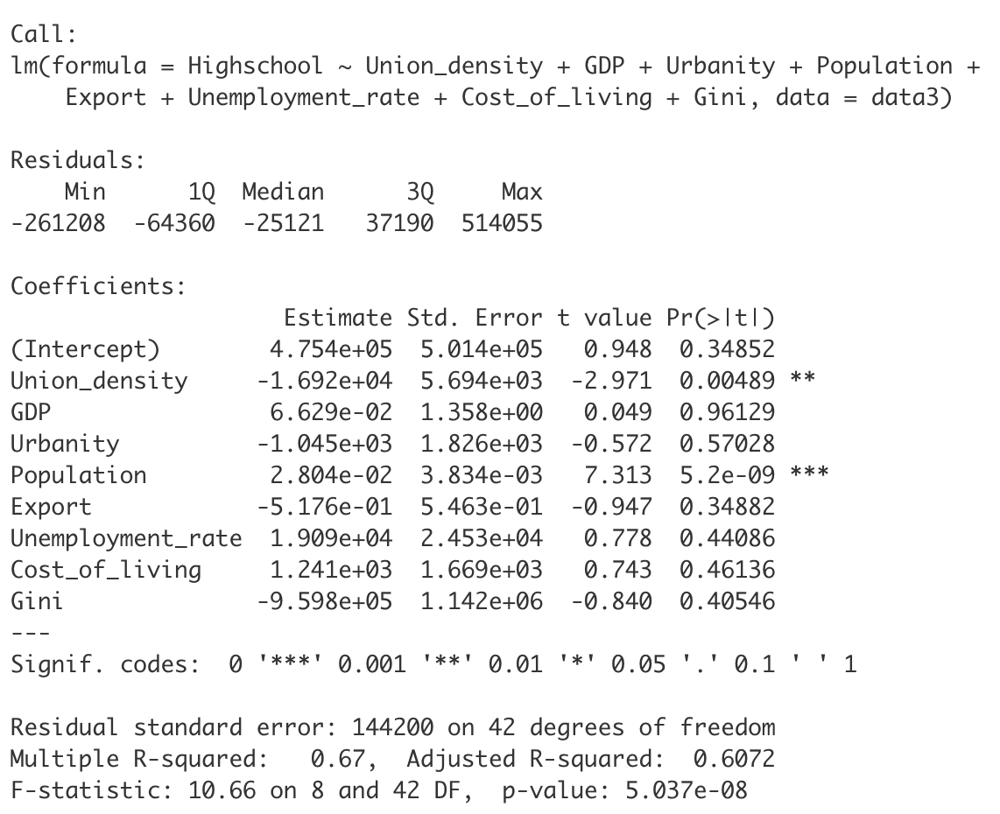 Call:
lm(formula = Highschool ~ Union_density + GDP + Urbanity + Population +
    Export + Unemployment_rate + Cost_of_living + Gini, data = data3)
Residuals:
    Min      1Q  Median      3Q     Max
-261208  -64360  -25121   37190  514055
Coefficients:
                    Estimate Std. Error t value Pr(>|t|)
(Intercept)        4.754e+05  5.014e+05   0.948  0.34852
Union_density     -1.692e+04  5.694e+03  -2.971  0.00489 **
GDP                6.629e-02  1.358e+00   0.049  0.96129
Urbanity          -1.045e+03  1.826e+03  -0.572  0.57028
Population         2.804e-02  3.834e-03   7.313  5.2e-09 ***
Export            -5.176e-01  5.463e-01  -0.947  0.34882
Unemployment_rate  1.909e+04  2.453e+04   0.778  0.44086
Cost_of_living     1.241e+03  1.669e+03   0.743  0.46136
Gini              -9.598e+05  1.142e+06  -0.840  0.40546
---
Signif. codes:  0 '***' 0.001 '**' 0.01 '*' 0.05 '.' 0.1 ' ' 1
Residual standard error: 144200 on 42 degrees of freedom
Multiple R-squared:   0.67,  Adjusted R-squared:  0.6072
F-statistic: 10.66 on 8 and 42 DF,  p-value: 5.037e-08